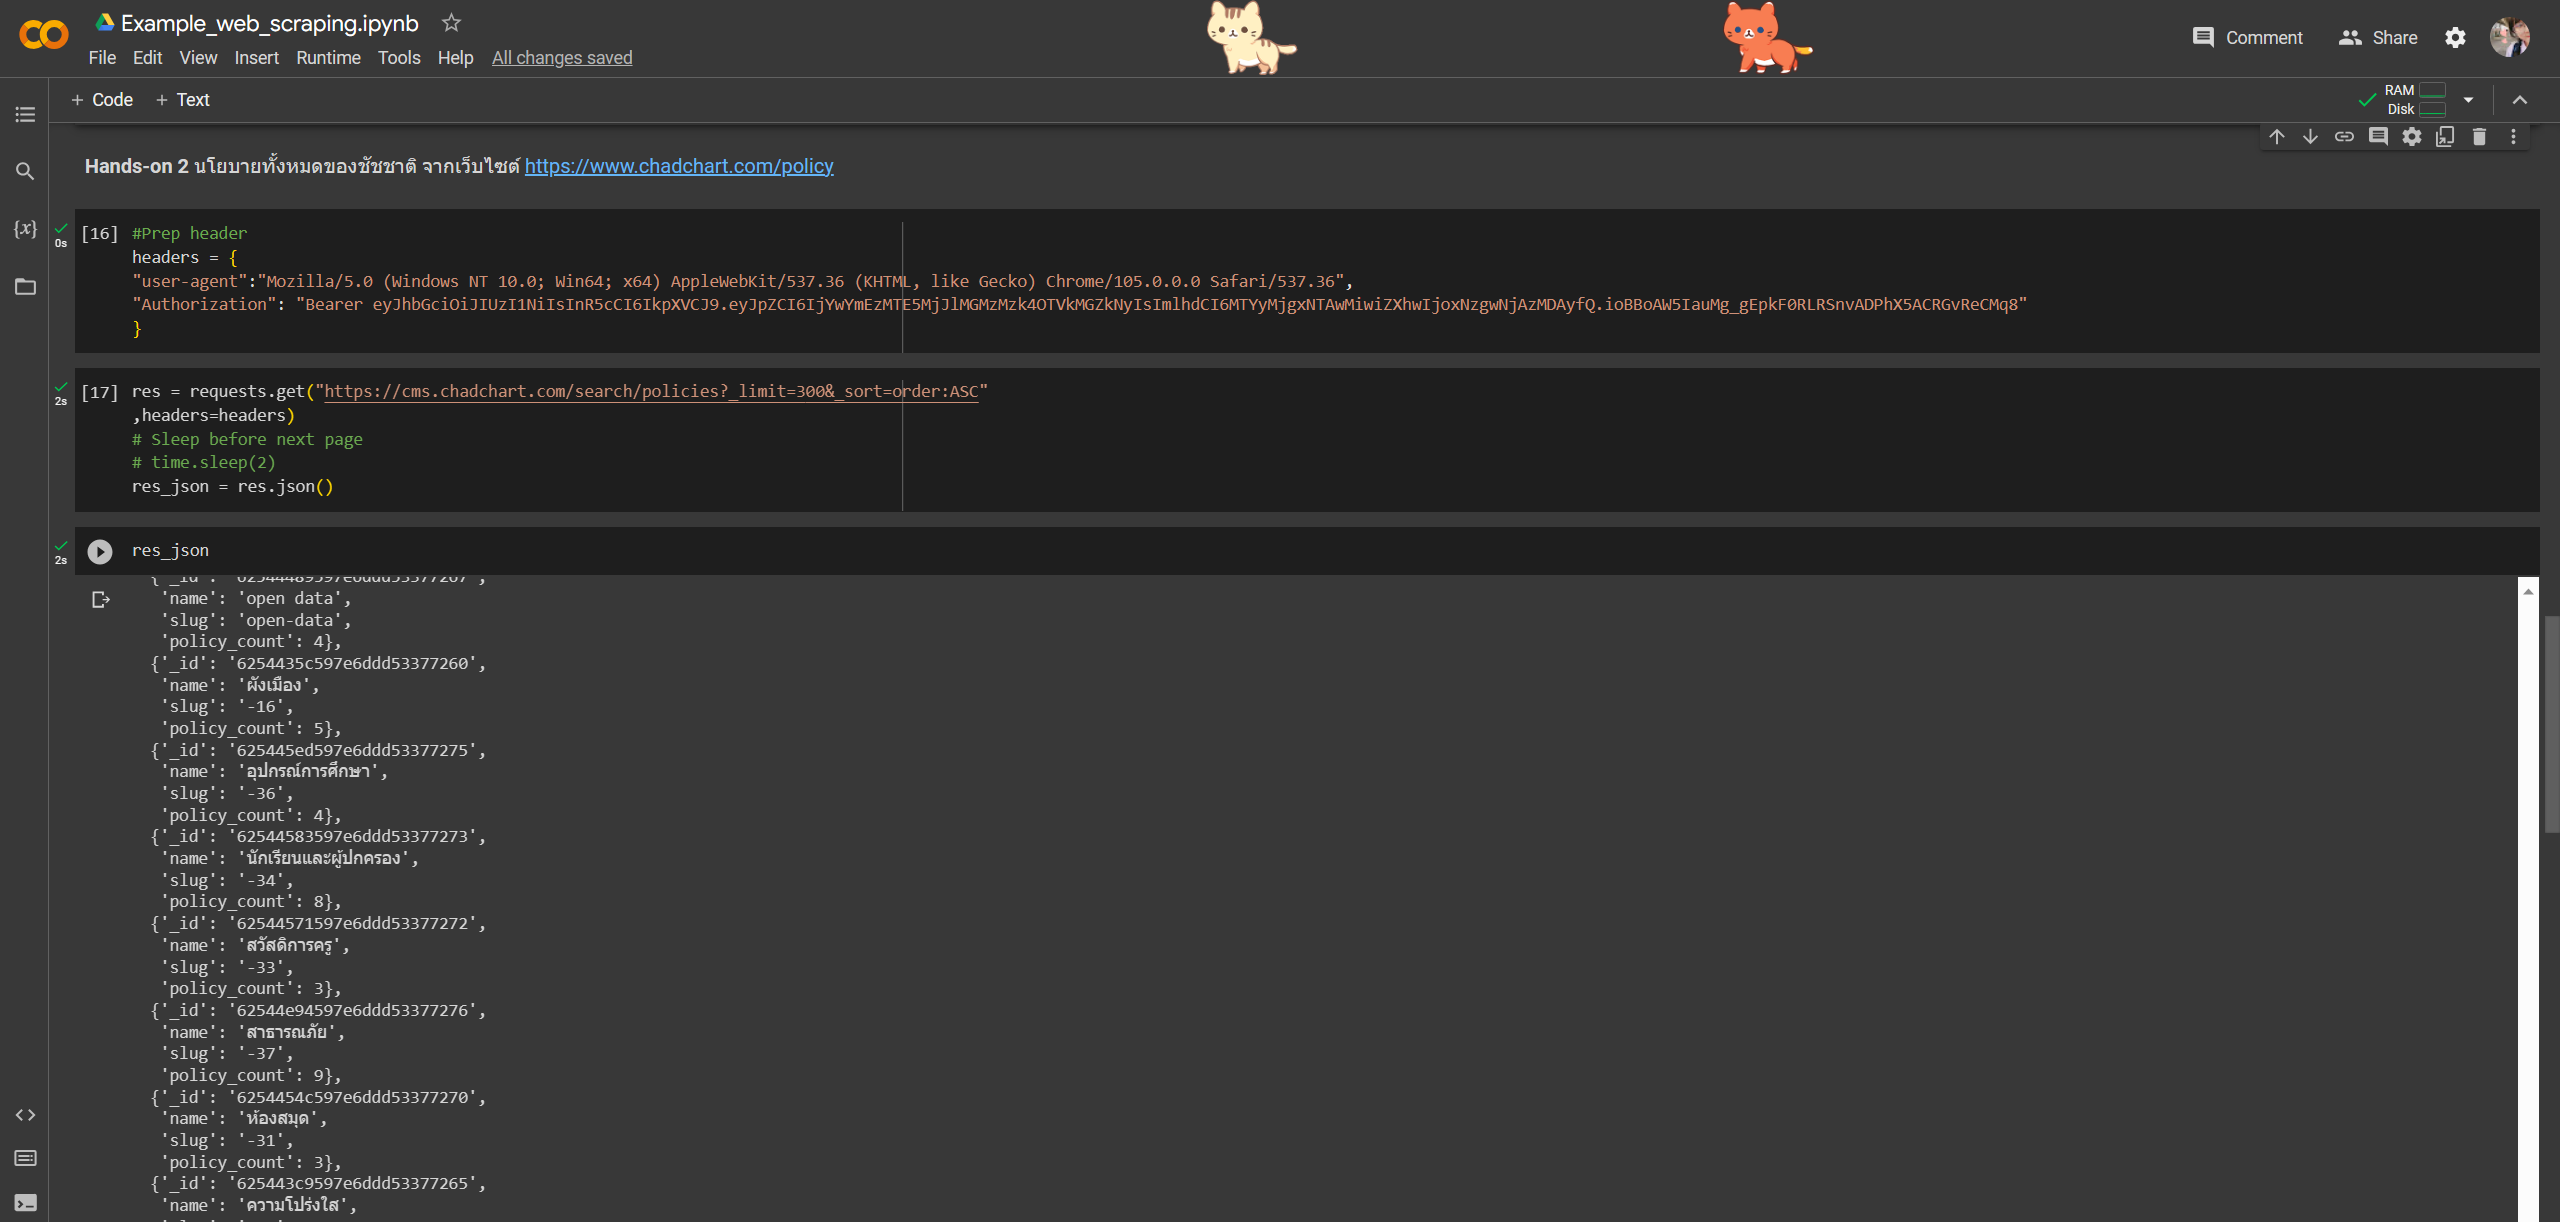 Example_web_scraping.ipynb
File Edit View Insert Runtime Tools Help All changes saved
Comment Share
+ Code + Text
RAM
Disk
Hands-on 2 นโยบายทั้งหมดของชัชชาติ จากเว็บไซต์ https://www.chadchart.com/policy
0s
[16] #Prep header
headers = {
"user-agent":"Mozilla/5.0 (Windows NT 10.0; Win64; x64) AppleWebKit/537.36 (KHTML, like Gecko) Chrome/105.0.0.0 Safari/537.36",
"Authorization": "Bearer eyJhbGciOiJIUzI1NiIsInR5cCI6IkpXVCJ9.eyJpZCI6IjYwYmEzMTE5MjJlMGMzMzk4OTVkMGZkNyIsImlhdCI6MTYyMjgxNTAwMiwiZXhwIjoxNzgwNjAzMDAyfQ.ioBBoAW5IauMg_gEpkF0RLRSnvADPhX5ACRGvReCMq8"
}
2s
[17] res = requests.get("https://cms.chadchart.com/search/policies?_limit=300&_sort=order:ASC"
,headers=headers)
# Sleep before next page
# time.sleep(2)
res_json = res.json()
2s
res_json
{'_id': '62544489597e6ddd53377267',
'name': 'open data',
'slug': 'open-data',
'policy_count': 4},
{'_id': '6254435c597e6ddd53377260',
'name': 'ผังเมือง',
'slug': '-16',
'policy_count': 5},
{'_id': '625445ed597e6ddd53377275',
'name': 'อุปกรณ์การศึกษา',
'slug': '-36',
'policy_count': 4},
{'_id': '62544583597e6ddd53377273',
'name': 'นักเรียนและผู้ปกครอง',
'slug': '-34',
'policy_count': 8},
{'_id': '62544571597e6ddd53377272',
'name': 'สวัสดิการครู',
'slug': '-33',
'policy_count': 3},
{'_id': '62544e94597e6ddd53377276',
'name': 'สาธารณภัย',
'slug': '-37',
'policy_count': 9},
{'_id': '6254454c597e6ddd53377270',
'name': 'ห้องสมุด',
'slug': '-31',
'policy_count': 3},
{'_id': '625443c9597e6ddd53377265',
'name': 'ความโปร่งใส',